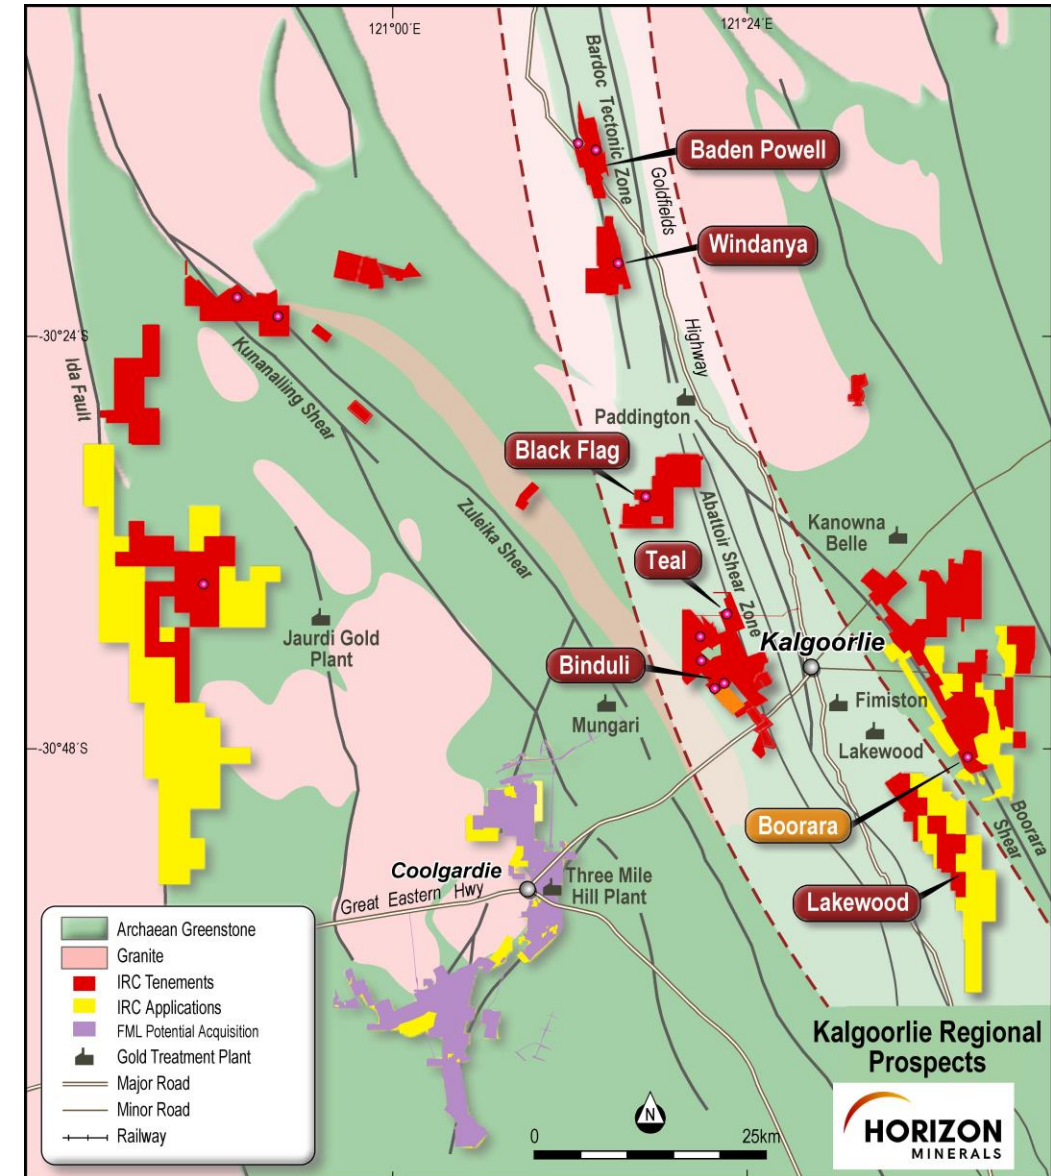 121°00´E
121°24´E
Bardoc Tectonic Zone
Baden Powell
Goldfields
Highway
Windanya
-30°24´S
Ida Fault
Kunanalling Shear
Paddington
Black Flag
Zuleika Shear
Abattoir Shear Zone
Kanowna
Belle
Teal
Jaurdi Gold
Plant
Kalgoorlie
Binduli
Mungari
Fimiston
Lakewood
-30°48´S
Boorara
Boorara
Shear
Coolgardie
Three Mile
Hill Plant
Great Eastern Hwy
Lakewood
Archaean Greenstone
Granite
IRC Tenements
IRC Applications
FML Potential Acquisition
Gold Treatment Plant
Major Road
Minor Road
Railway
N
0 25km
Kalgoorlie Regional
Prospects
HORIZON
MINERALS